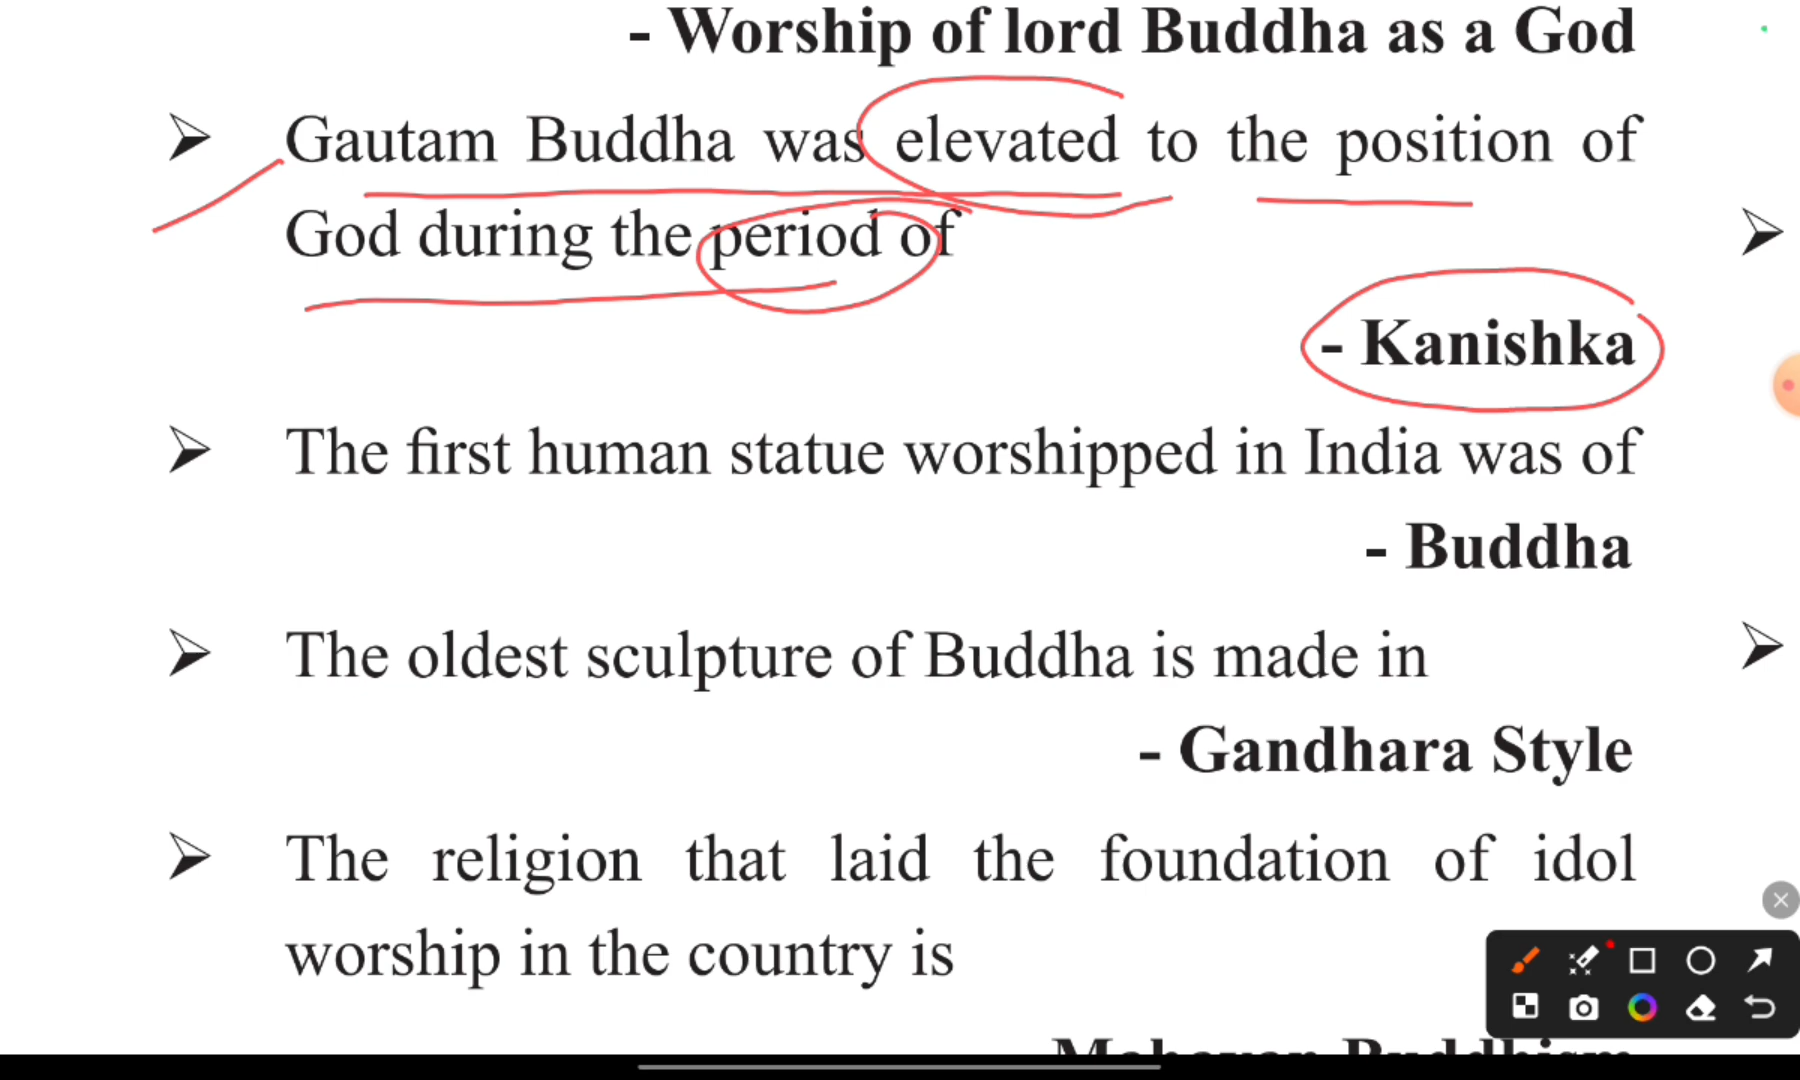 - Worship of lord Buddha as a God
➤ Gautam Buddha was elevated to the position of
God during the period of
- Kanishka
➤ The first human statue worshipped in India was of
- Buddha
➤ The oldest sculpture of Buddha is made in
- Gandhara Style
➤ The religion that laid the foundation of idol
worship in the country is
Mahayan Buddhism